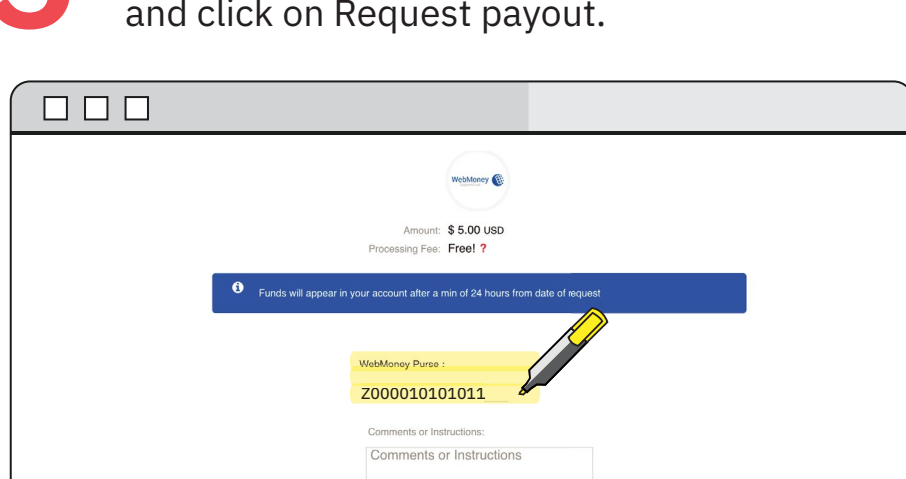 and click on Request payout.
WebMoney
Amount: $ 5.00 USD
Processing Fee: Free! ?
Funds will appear in your account after a min of 24 hours from date of request
WebMoney Purse :
Z000010101011
Comments or Instructions:
Comments or Instructions